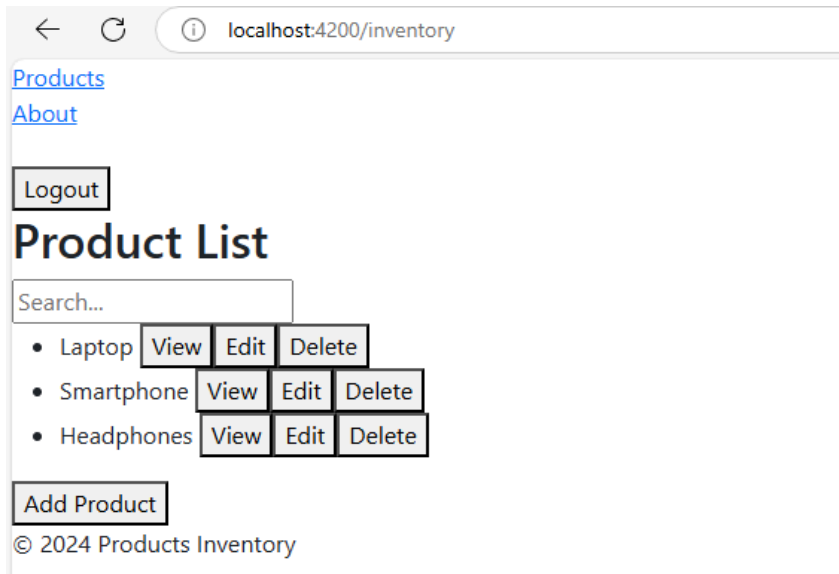 localhost:4200/inventory
Products
About
Logout
Product List
Search...
Laptop View Edit Delete
Smartphone View Edit Delete
Headphones View Edit Delete
Add Product
© 2024 Products Inventory